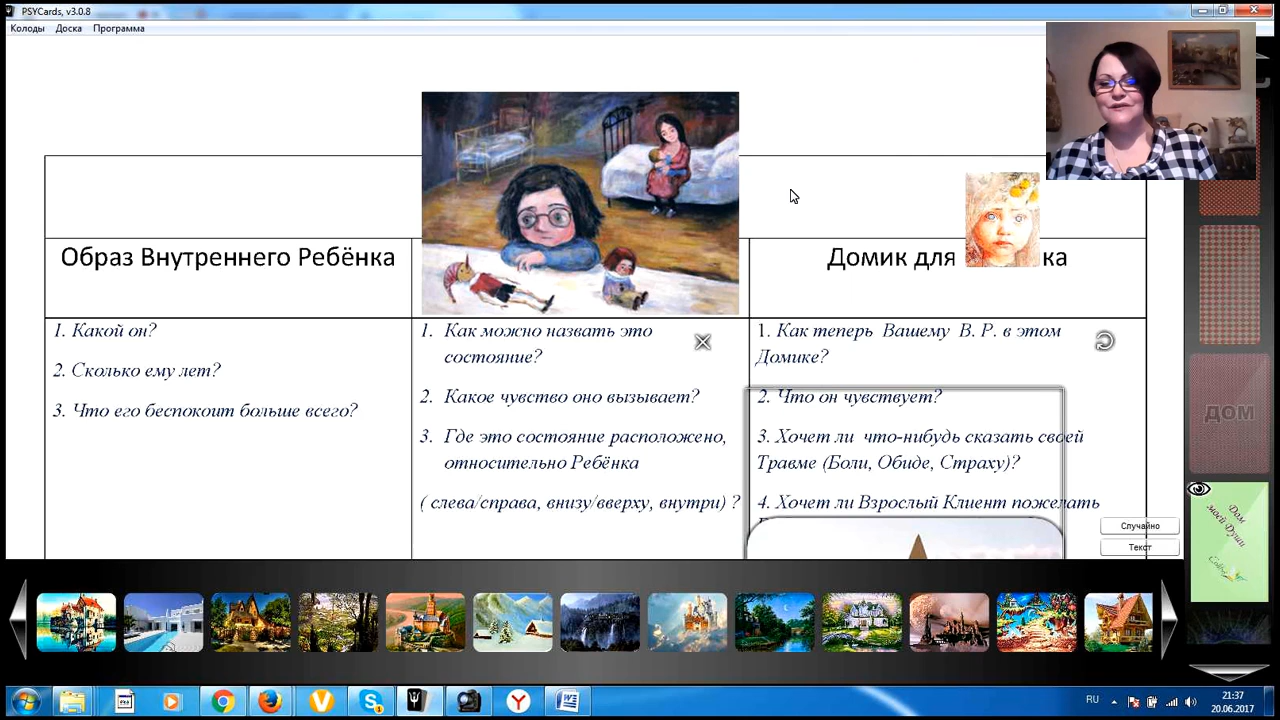 PSYCards, v3.0.8
Колоды Доска Программа
Образ Внутреннего Ребёнка
Домик для ка
1. Какой он?
2. Сколько ему лет?
3. Что его беспокоит больше всего?
1. Как можно назвать это
состояние?
2. Какое чувство оно вызывает?
3. Где это состояние расположено,
относительно Ребёнка
( слева/справа, внизу/вверху, внутри) ?
1. Как теперь Вашему В. Р. в этом
Домике?
2. Что он чувствует?
3. Хочет ли что-нибудь сказать своей
Травме (Боли, Обиде, Страху)?
4. Хочет ли Взрослый Клиент пожелать
ДОМ
Дом
моей Души
Случайно
Текст
RU
21:37
20.06.2017